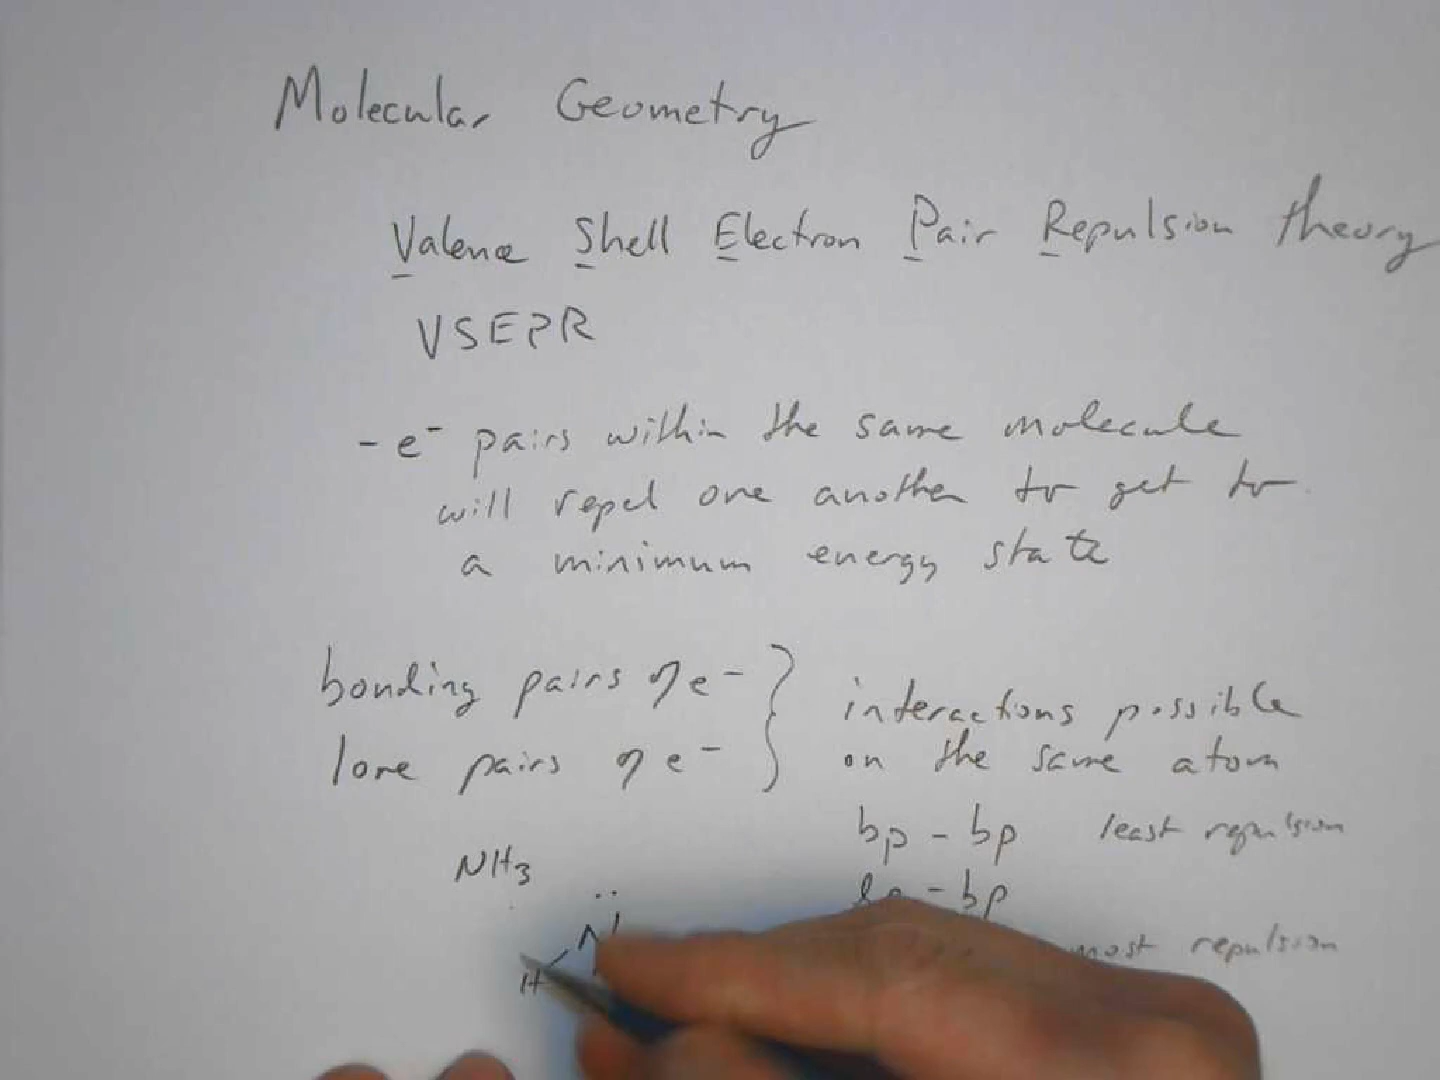 Molecular Geometry
Valence Shell Electron Pair Repulsion theory
VSEPR
- e⁻ pairs within the same molecule
will repel one another to get to
a minimum energy state
bonding pairs of e⁻ } interactions possible
lone pairs of e⁻ on the same atom
bp - bp least repulsion
NH₃
lp - bp
N
most repulsion
H